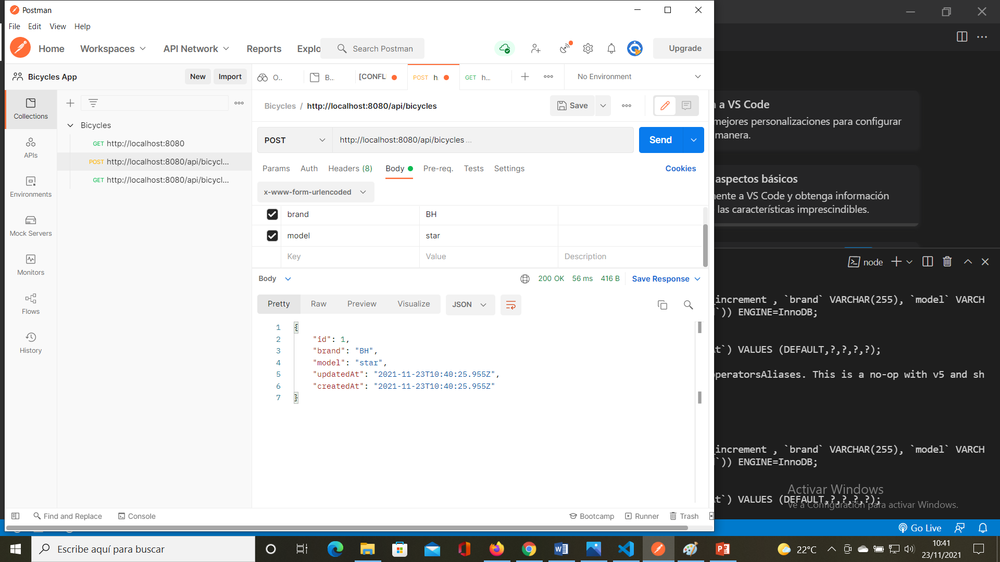 Postman
File Edit View Help
Home Workspaces API Network Reports Explo Search Postman Upgrade
Bicycles App New Import O.. B.. [CONFL POST h. GET h.. No Environment
Bicycles / http://localhost:8080/api/bicycles Save
Collections
APIs
Environments
Mock Servers
Monitors
Flows
History
Bicycles
GET http://localhost:8080
POST http://localhost:8080/api/bicycl...
GET http://localhost:8080/api/bicycl...
POST http://localhost:8080/api/bicycles ... Send
Params Auth Headers (8) Body Pre-req. Tests Settings Cookies
x-www-form-urlencoded
brand BH
model star
Key Value Description
Body 200 OK 56 ms 416 B Save Response
Pretty Raw Preview Visualize JSON
1 {
2 "id": 1,
3 "brand": "BH",
4 "model": "star",
5 "updatedAt": "2021-11-23T10:40:25.955Z",
6 "createdAt": "2021-11-23T10:40:25.955Z"
7 }
Find and Replace Console Bootcamp Runner Trash
a VS Code
mejores personalizaciones para configurar
manera.
aspectos básicos
nente a VS Code y obtenga información
las características imprescindibles.
node
_increment , `brand` VARCHAR(255), `model` VARCH
`)) ENGINE=InnoDB;
At`) VALUES (DEFAULT,?,?,?,?);
operatorsAliases. This is a no-op with v5 and sh
_increment , `brand` VARCHAR(255), `model` VARCH
`)) ENGINE=InnoDB;
At`) VALUES (DEFAULT,?,?,?,?);
Activar Windows
Ve a Configuración para activar Windows.
Go Live
Escribe aquí para buscar
22°C
10:41
23/11/2021